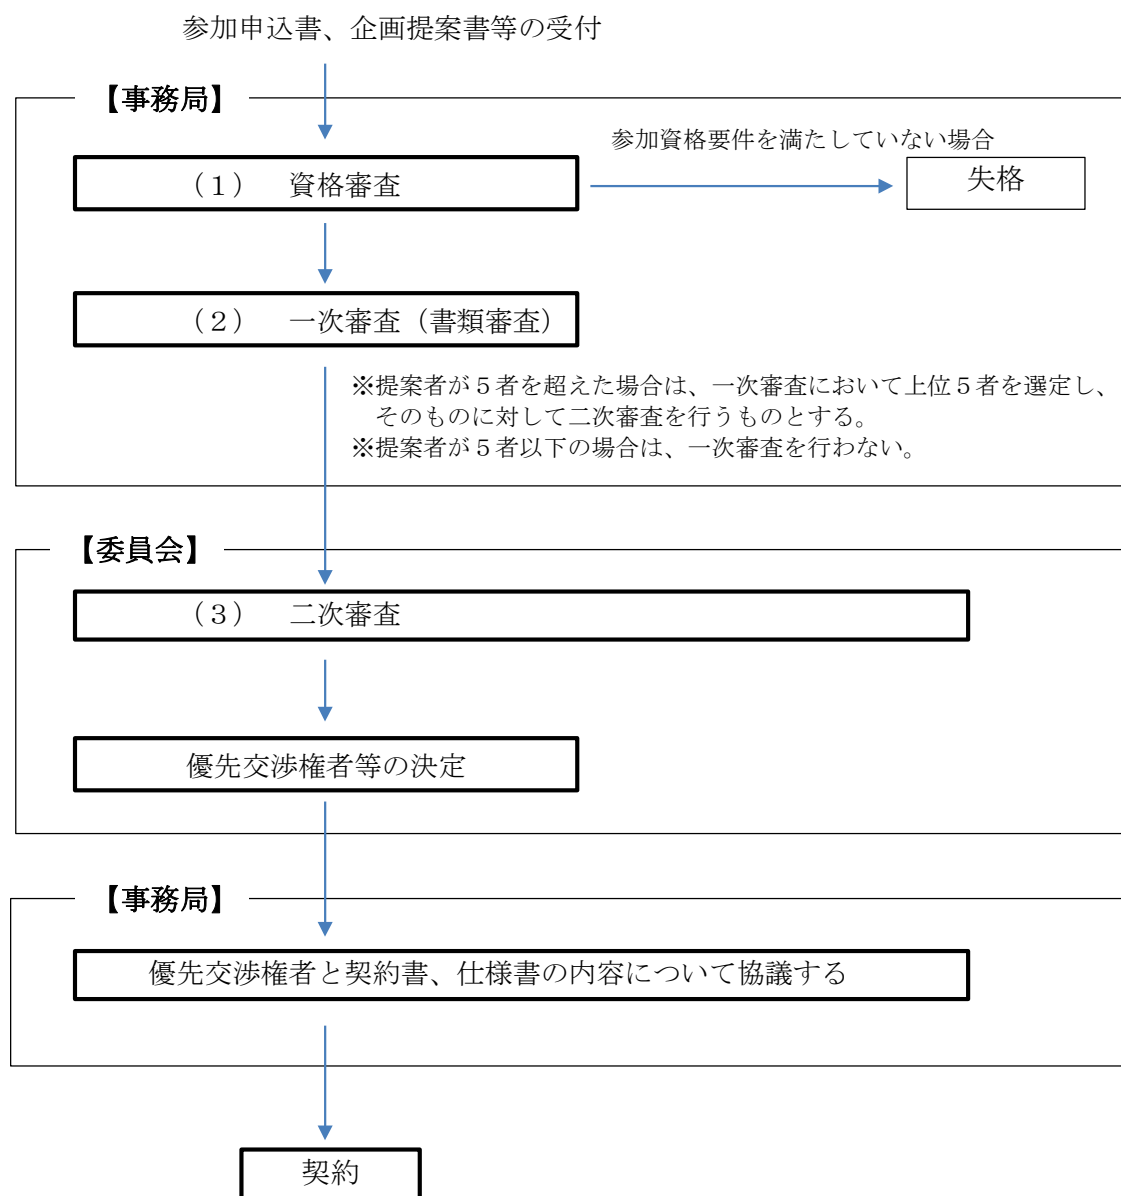 参加申込書、企画提案書等の受付
【事務局】
参加資格要件を満たしていない場合
（１）　資格審査
失格
（２）　一次審査（書類審査）
※提案者が５者を超えた場合は、一次審査において上位５者を選定し、
そのものに対して二次審査を行うものとする。
※提案者が５者以下の場合は、一次審査を行わない。
【委員会】
（３）　二次審査
優先交渉権者等の決定
【事務局】
優先交渉権者と契約書、仕様書の内容について協議する
契約